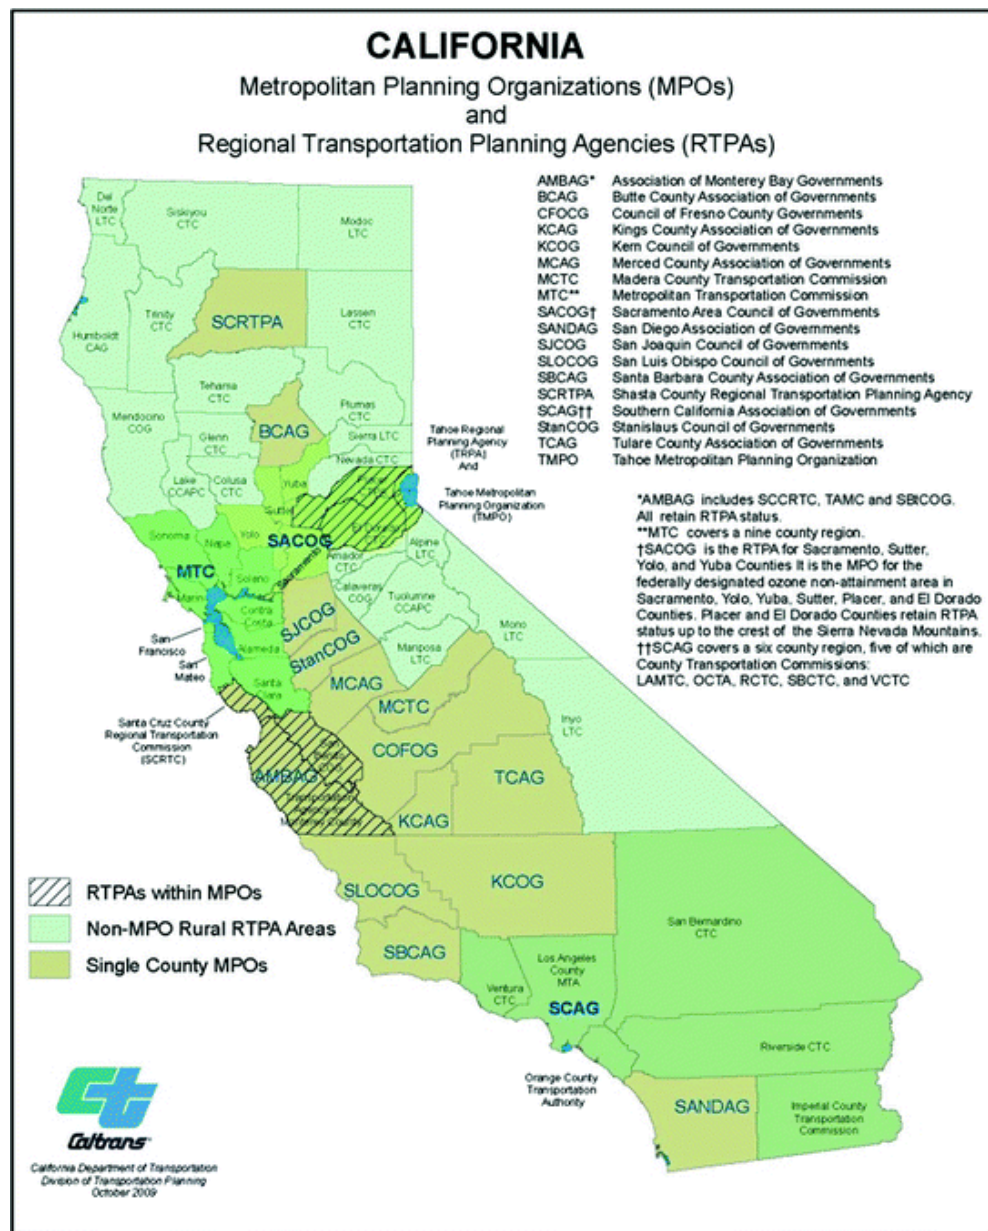 CALIFORNIA
Metropolitan Planning Organizations (MPOs)
and
Regional Transportation Planning Agencies (RTPAs)
AMBAG* Association of Monterey Bay Governments
BCAG Butte County Association of Governments
CFOCG Council of Fresno County Governments
KCAG Kings County Association of Governments
KCOG Kern Council of Governments
MCAG Merced County Association of Governments
MCTC Madera County Transportation Commission
MTC** Metropolitan Transportation Commission
SACOG† Sacramento Area Council of Governments
SANDAG San Diego Association of Governments
SJCOG San Joaquin Council of Governments
SLOCOG San Luis Obispo Council of Governments
SBCAG Santa Barbara County Association of Governments
SCRTPA Shasta County Regional Transportation Planning Agency
SCAG†† Southern California Association of Governments
StanCOG Stanislaus Council of Governments
TCAG Tulare County Association of Governments
TMPO Tahoe Metropolitan Planning Organization
*AMBAG includes SCCRTC, TAMC and SBtCOG.
All retain RTPA status.
**MTC covers a nine county region.
†SACOG is the RTPA for Sacramento, Sutter,
Yolo, and Yuba Counties It is the MPO for the
federally designated ozone non-attainment area in
Sacramento, Yolo, Yuba, Sutter, Placer, and El Dorado
Counties. Placer and El Dorado Counties retain RTPA
status up to the crest of the Sierra Nevada Mountains.
††SCAG covers a six county region, five of which are
County Transportation Commissions:
LAMTC, OCTA, RCTC, SBCTC, and VCTC
Del
Norte
LTC
Siskiyou
CTC
Modoc
LTC
Humboldt
CAG
Trinity
CTC
SCRTPA
Lassen
CTC
Tehama
CTC
Plumas
CTC
Mendocino
COG
Glenn
CTC
BCAG
Sierra LTC
Nevada CTC
Tahoe Regional
Planning Agency
(TRPA)
And
Tahoe Metropolitan
Planning Organization
(TMPO)
Lake
CCAPC
Colusa
CTC
Yuba
Sutter
Placer
El Dorado
Sonoma
Napa
Yolo
SACOG
Sacramento
Alpine
LTC
Amador
CTC
MTC
Solano
Marin
Calaveras
COG
Tuolumne
CCAPC
Contra
Costa
SJCOG
Mono
LTC
San
Francisco
Alameda
StanCOG
Mariposa
LTC
San
Mateo
Santa
Clara
MCAG
MCTC
Santa Cruz County
Regional Transportation
Commission
(SCRTC)
San
Benito
COG
AMBAG
COFOG
Inyo
LTC
TCAG
Transportation
Agency for
Monterey County
KCAG
SLOCOG
KCOG
SBCAG
San Bernardino
CTC
Los Angeles
County
MTA
Ventura
CTC
SCAG
Riverside CTC
Orange County
Transportation
Authority
SANDAG
Imperial County
Transportation
Commission
RTPAs within MPOs
Non-MPO Rural RTPA Areas
Single County MPOs
ct
Caltrans
California Department of Transportation
Division of Transportation Planning
October 2009